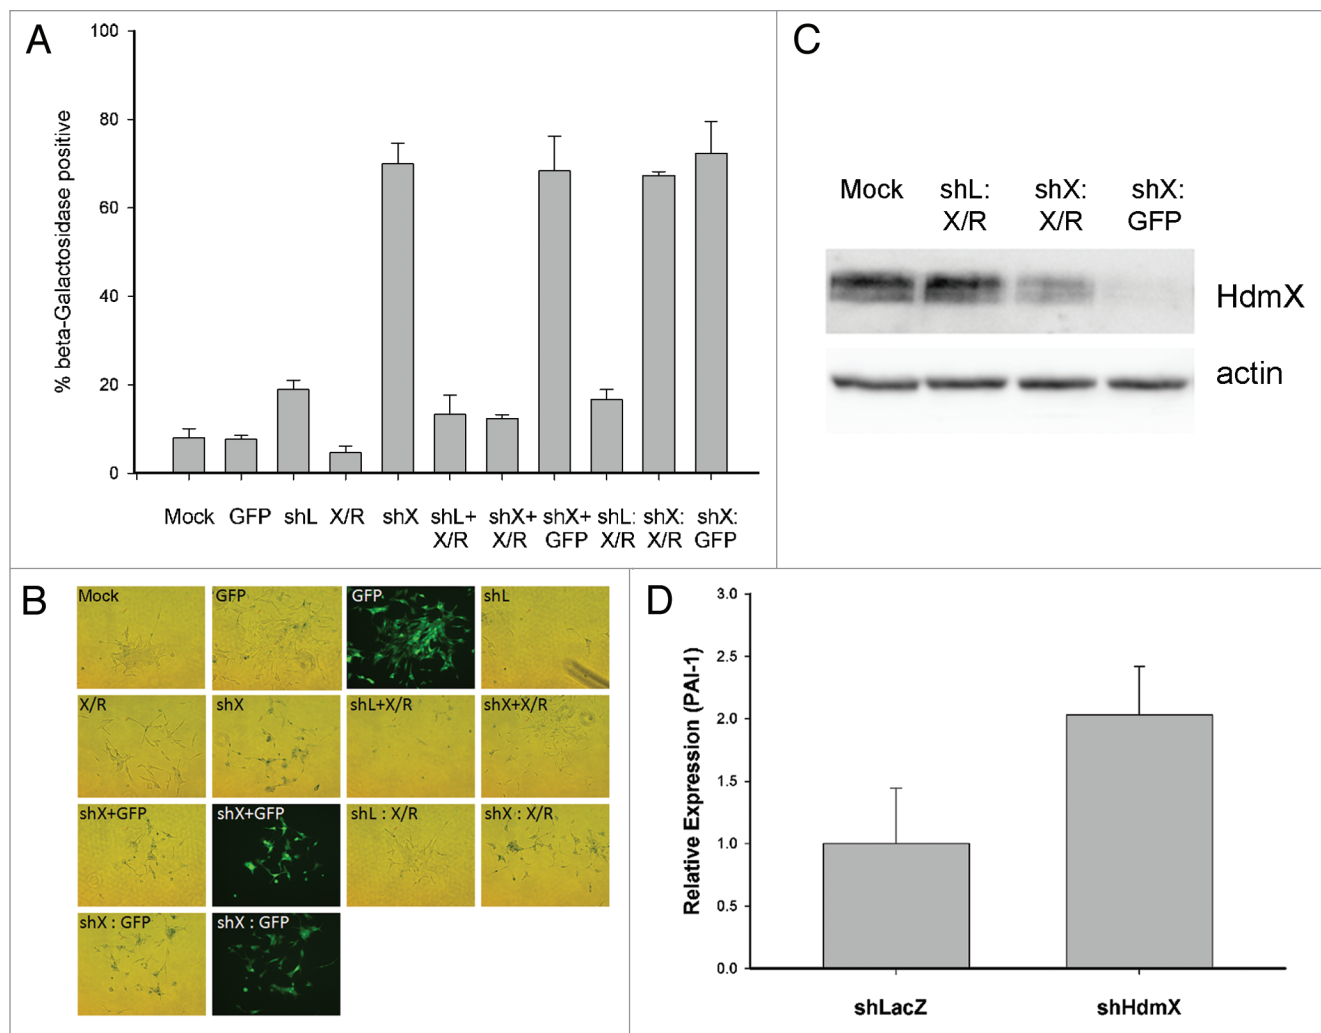 A
% beta-Galactosidase positive
100
80
60
40
20
0
Mock GFP shL X/R shX shL+ shX+ shX+ shL: shX: shX:
X/R X/R GFP X/R X/R GFP
B
Mock GFP GFP shL
X/R shX shL+X/R shX+X/R
shX+GFP shX+GFP shL : X/R shX : X/R
shX : GFP shX : GFP
C
Mock shL: shX: shX:
X/R X/R GFP
HdmX
actin
D
Relative Expression (PAI-1)
3.0
2.5
2.0
1.5
1.0
0.5
0.0
shLacZ shHdmX